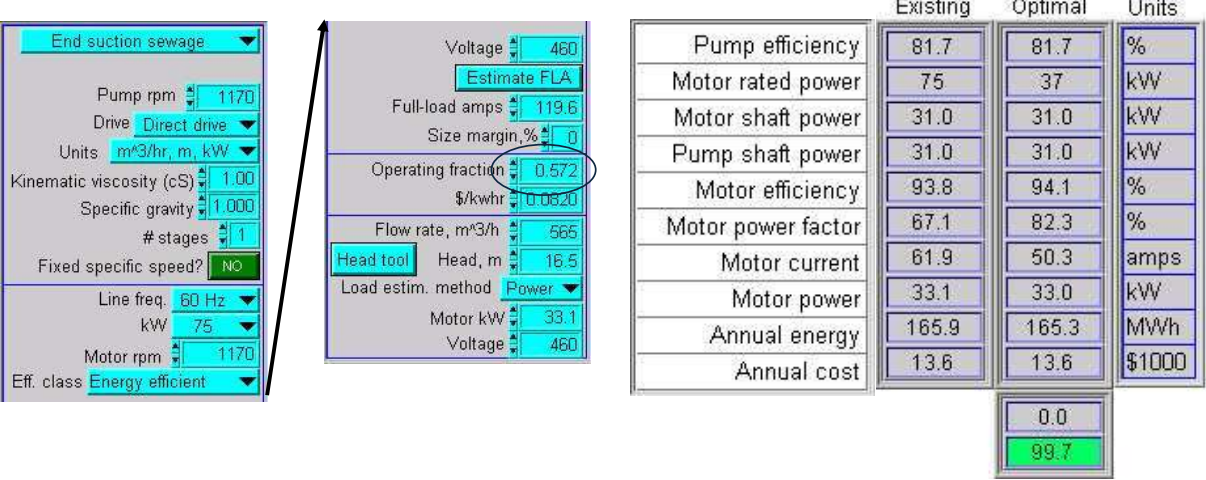 End suction sewage
Pump rpm 1170
Drive Direct drive
Units m^3/hr, m, kW
Kinematic viscosity (cS) 1.00
Specific gravity 1.000
# stages 1
Fixed specific speed? NO
Line freq. 60 Hz
kW 75
Motor rpm 1170
Eff. class Energy efficient
Voltage 460
Estimate FLA
Full-load amps 119.6
Size margin,% 0
Operating fraction 0.572
$/kwhr 0.0820
Flow rate, m^3/h 565
Head tool Head, m 16.5
Load estim. method Power
Motor kW 33.1
Voltage 460
Existing Optimal Units
Pump efficiency 81.7 81.7 %
Motor rated power 75 37 kW
Motor shaft power 31.0 31.0 kW
Pump shaft power 31.0 31.0 kW
Motor efficiency 93.8 94.1 %
Motor power factor 67.1 82.3 %
Motor current 61.9 50.3 amps
Motor power 33.1 33.0 kW
Annual energy 165.9 165.3 MWh
Annual cost 13.6 13.6 $1000
0.0
99.7